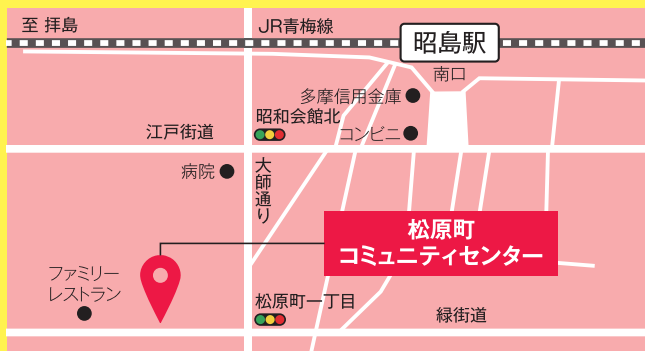 至 拝島
JR青梅線
昭島駅
南口
多摩信用金庫
昭和会館北
江戸街道
コンビニ
病院
大師通り
松原町
コミュニティセンター
ファミリー
レストラン
松原町一丁目
緑街道